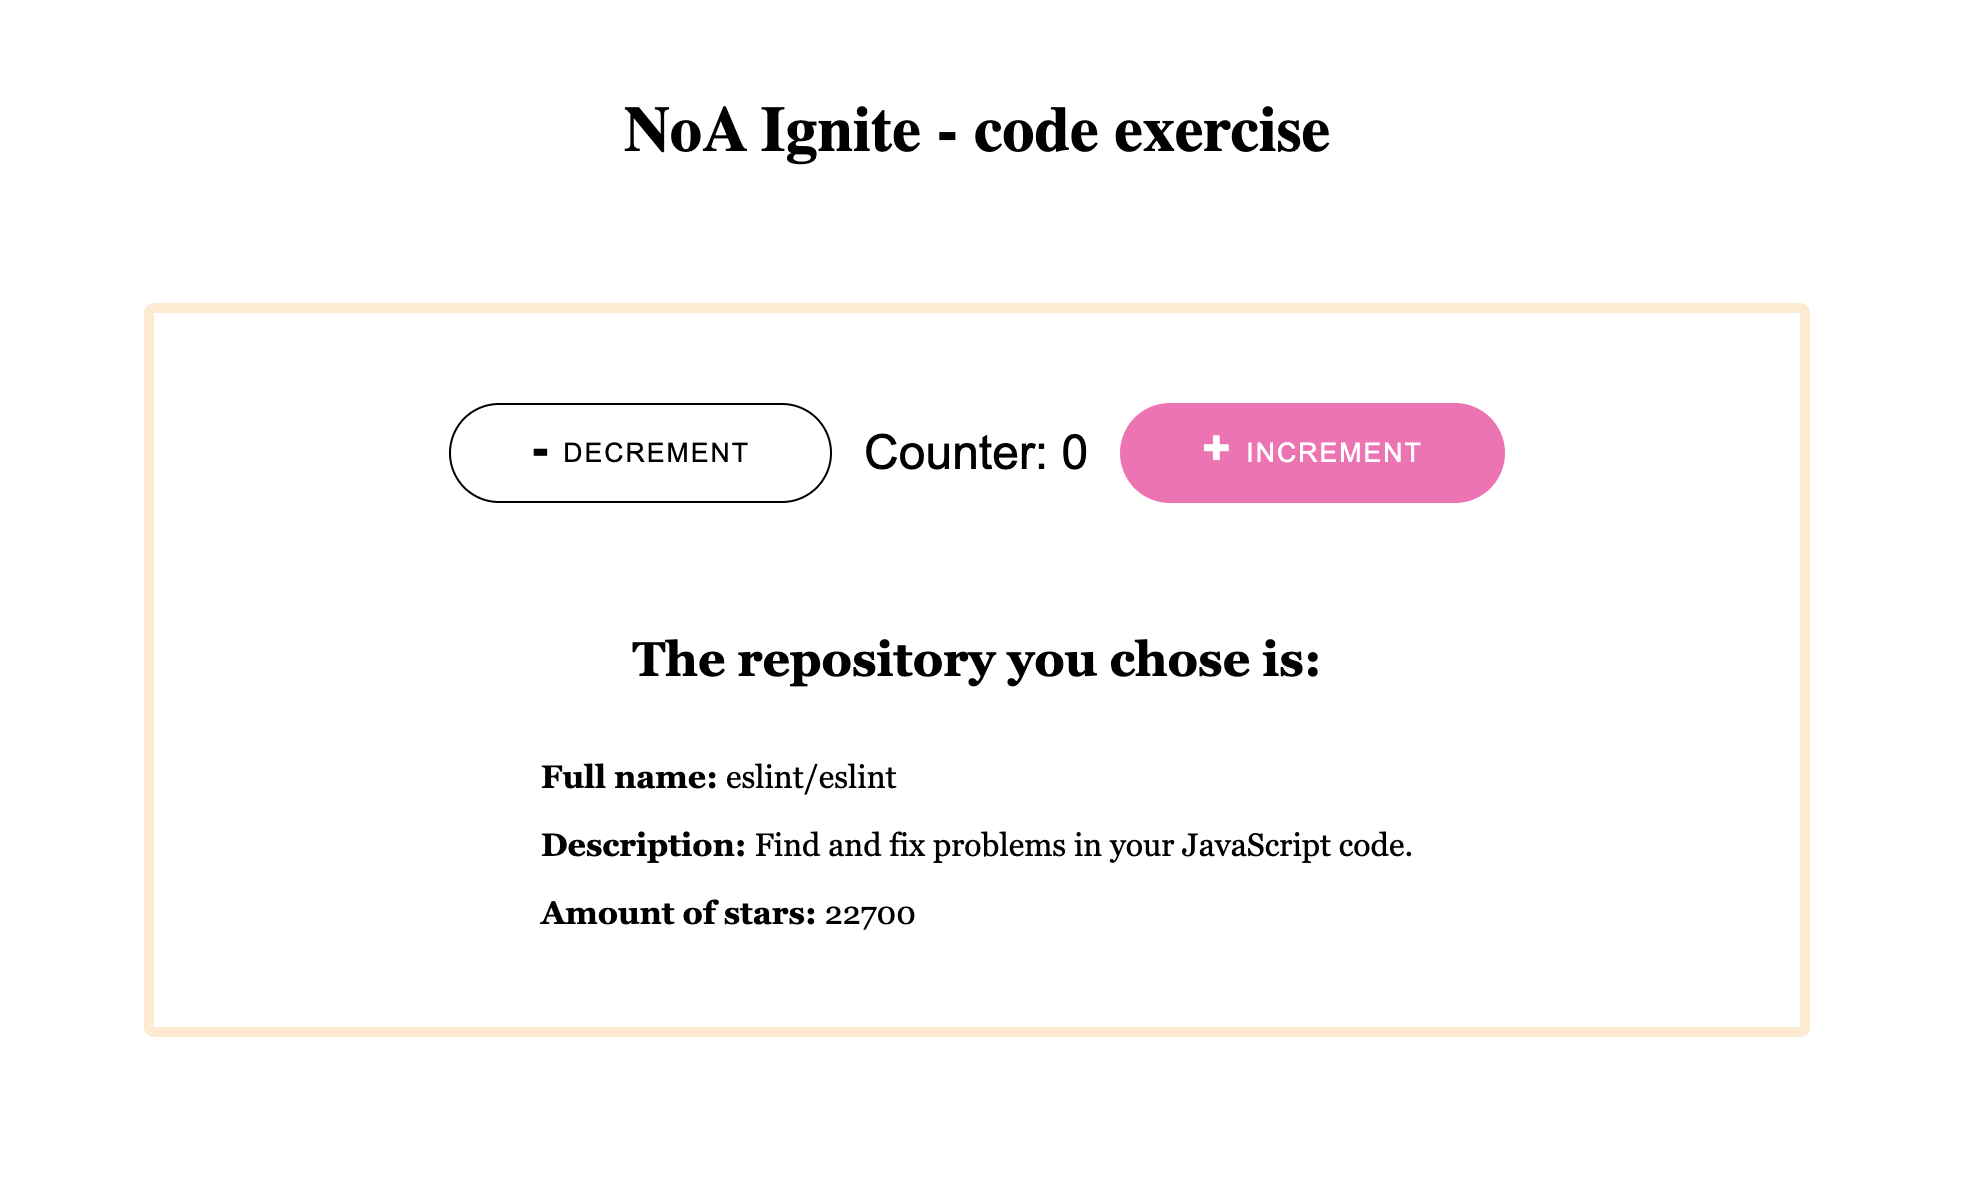 NoA Ignite - code exercise
- DECREMENT Counter: 0 + INCREMENT
The repository you chose is:
Full name: eslint/eslint
Description: Find and fix problems in your JavaScript code.
Amount of stars: 22700